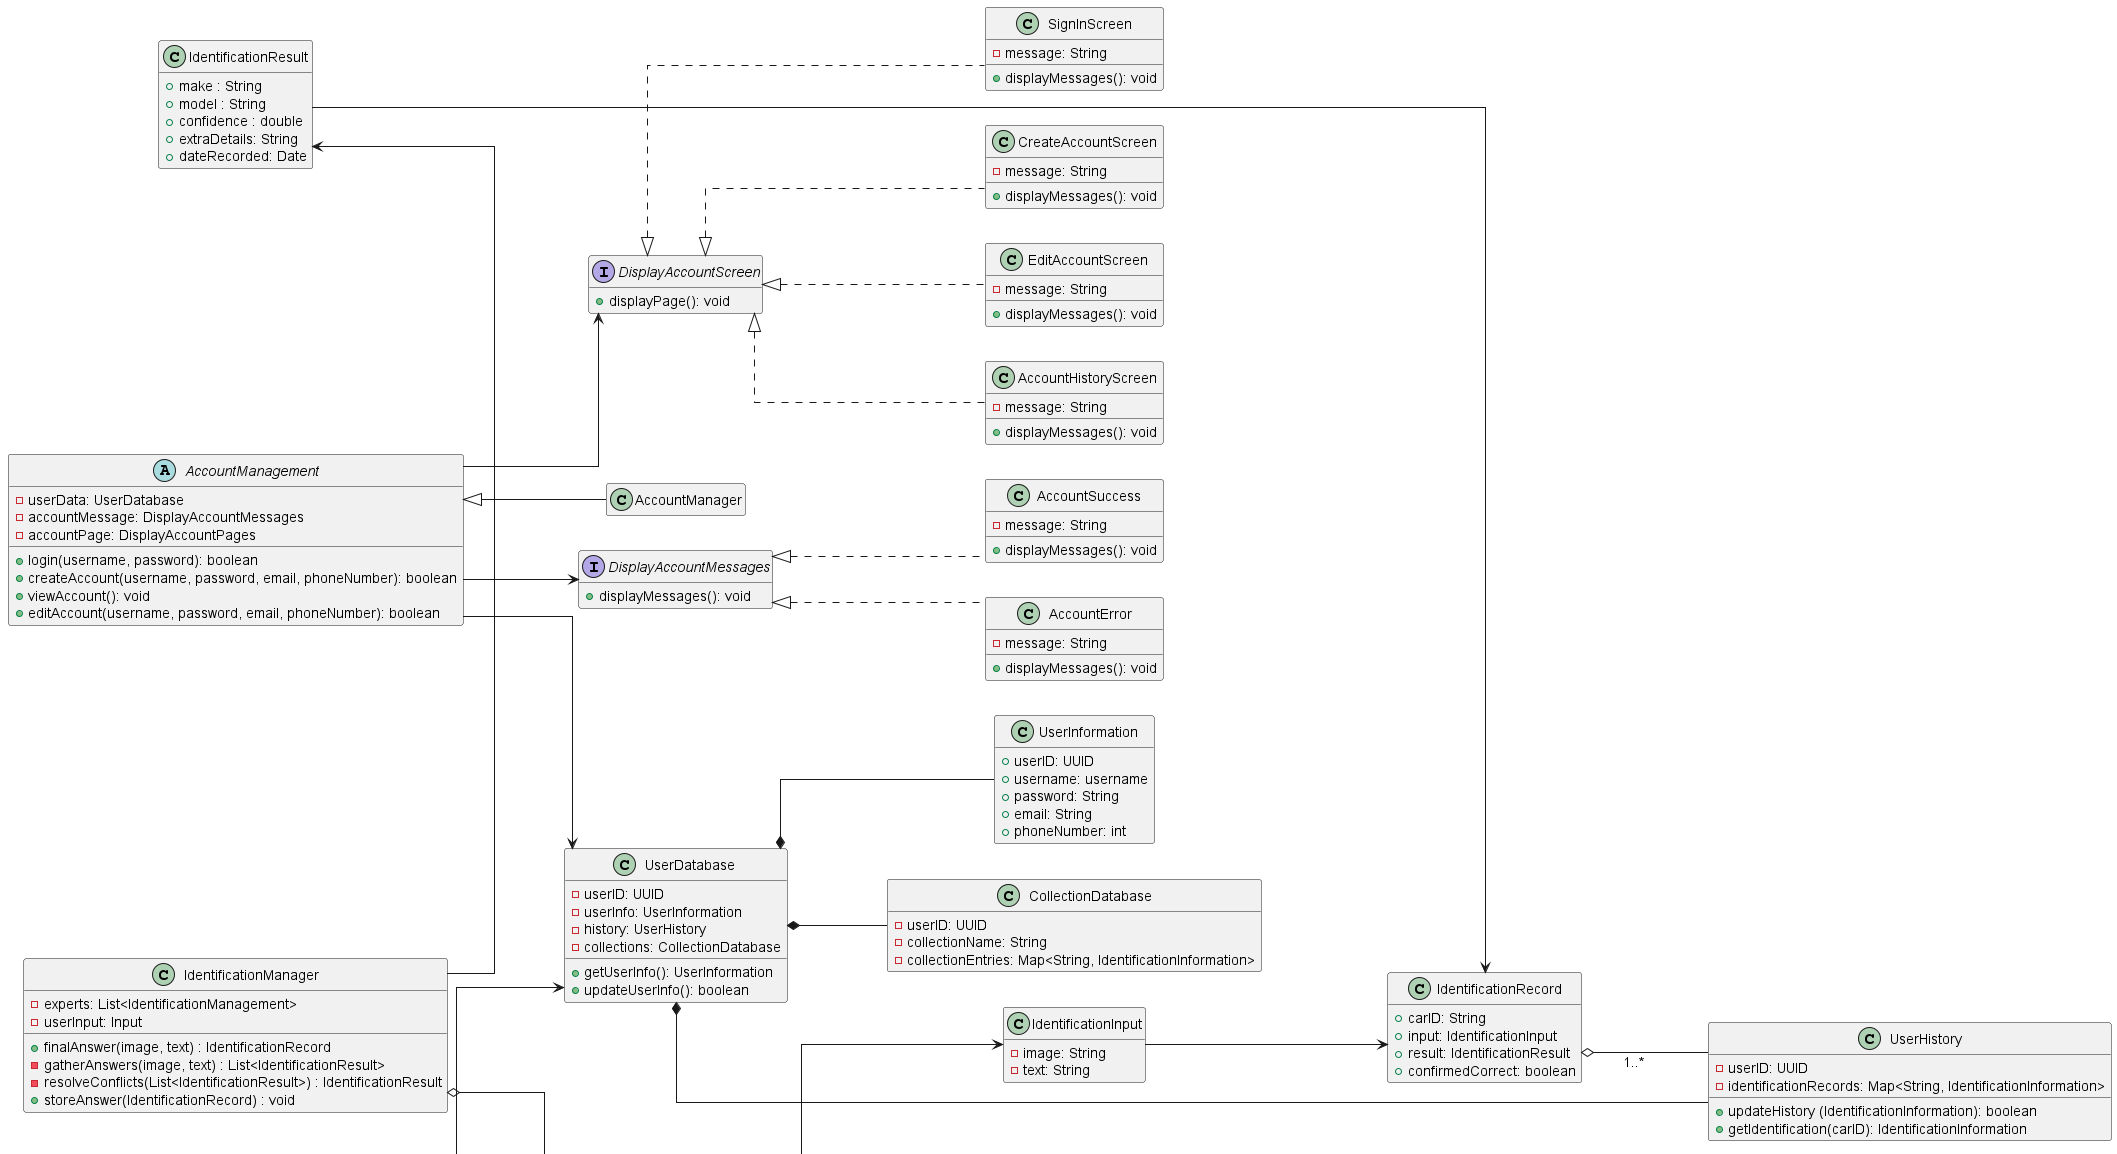 C SignInScreen
message: String
displayMessages(): void
C IdentificationResult
make : String
model : String
confidence : double
extraDetails: String
dateRecorded: Date
C CreateAccountScreen
message: String
displayMessages(): void
I DisplayAccountScreen
displayPage(): void
C EditAccountScreen
message: String
displayMessages(): void
C AccountHistoryScreen
message: String
displayMessages(): void
A AccountManagement
userData: UserDatabase
accountMessage: DisplayAccountMessages
accountPage: DisplayAccountPages
login(username, password): boolean
createAccount(username, password, email, phoneNumber): boolean
viewAccount(): void
editAccount(username, password, email, phoneNumber): boolean
C AccountManager
C AccountSuccess
message: String
displayMessages(): void
I DisplayAccountMessages
displayMessages(): void
C AccountError
message: String
displayMessages(): void
C UserInformation
userID: UUID
username: username
password: String
email: String
phoneNumber: int
C UserDatabase
userID: UUID
userInfo: UserInformation
history: UserHistory
collections: CollectionDatabase
getUserInfo(): UserInformation
updateUserInfo(): boolean
C CollectionDatabase
userID: UUID
collectionName: String
collectionEntries: Map<String, IdentificationInformation>
C IdentificationManager
experts: List<IdentificationManagement>
userInput: Input
finalAnswer(image, text) : IdentificationRecord
gatherAnswers(image, text) : List<IdentificationResult>
resolveConflicts(List<IdentificationResult>) : IdentificationResult
storeAnswer(IdentificationRecord) : void
C IdentificationInput
image: String
text: String
C IdentificationRecord
carID: String
input: IdentificationInput
result: IdentificationResult
confirmedCorrect: boolean
1..*
C UserHistory
userID: UUID
identificationRecords: Map<String, IdentificationInformation>
updateHistory (IdentificationInformation): boolean
getIdentification(carID): IdentificationInformation